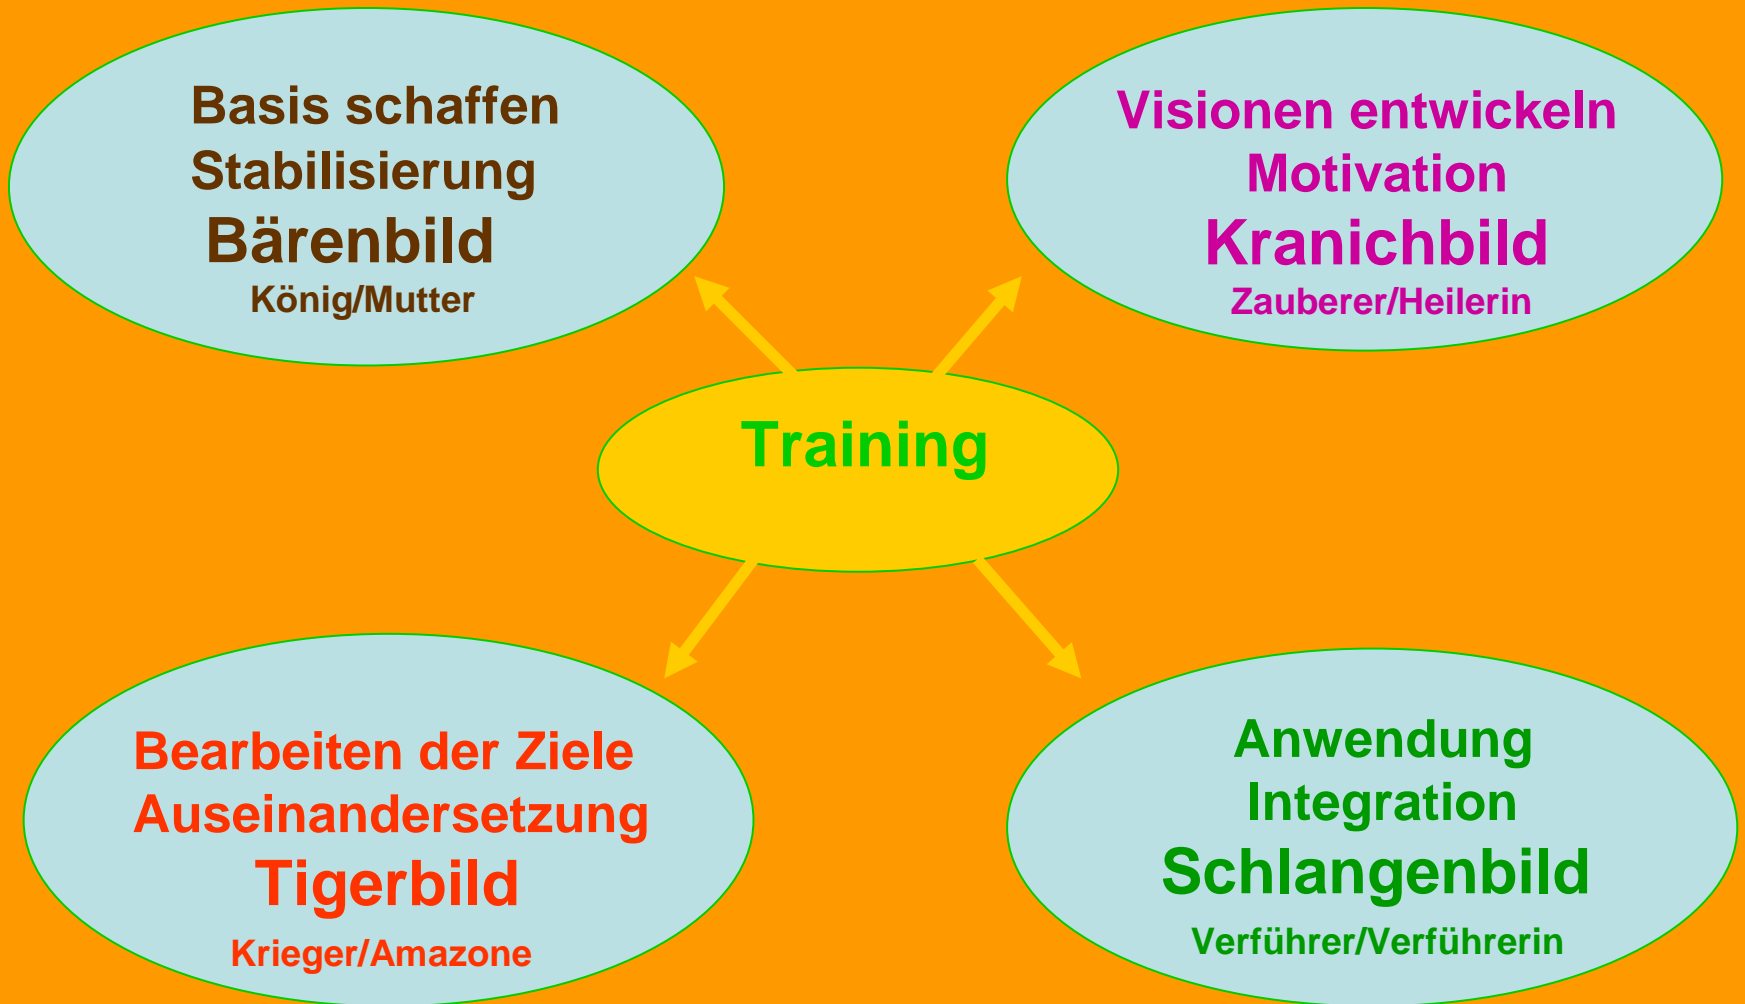 Basis schaffen
Stabilisierung
Bärenbild
König/Mutter
Visionen entwickeln
Motivation
Kranichbild
Zauberer/Heilerin
Training
Bearbeiten der Ziele
Auseinandersetzung
Tigerbild
Krieger/Amazone
Anwendung
Integration
Schlangenbild
Verführer/Verführerin